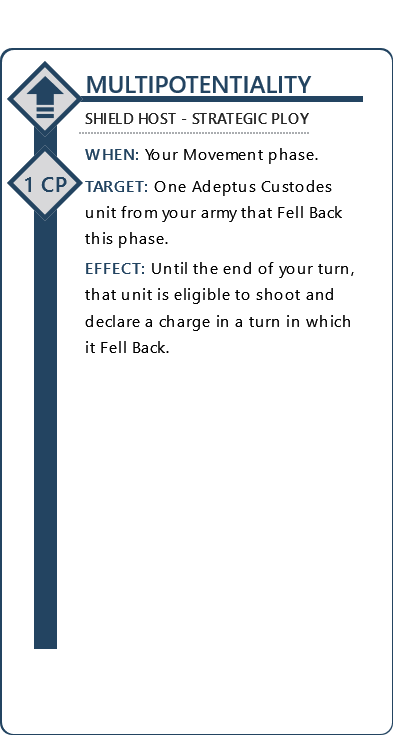 MULTIPOTENTIALITY
SHIELD HOST - STRATEGIC PLOY
1 CP
WHEN: Your Movement phase.
TARGET: One Adeptus Custodes
unit from your army that Fell Back
this phase.
EFFECT: Until the end of your turn,
that unit is eligible to shoot and
declare a charge in a turn in which
it Fell Back.